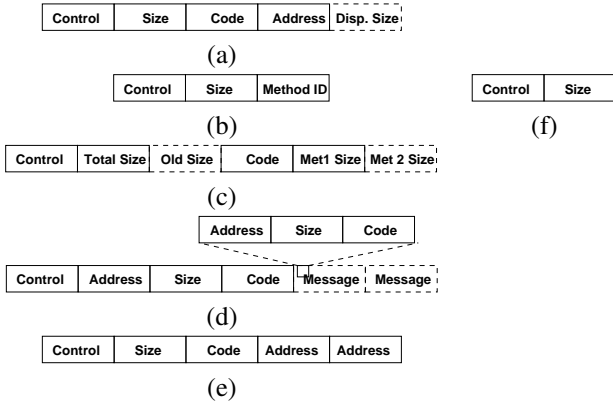 Control Size Code Address Disp. Size
(a)
Control Size Method ID
(b)
Control Size
(f)
Control Total Size Old Size Code Met1 Size Met 2 Size
(c)
Address Size Code
Control Address Size Code Message Message
(d)
Control Size Code Address Address
(e)